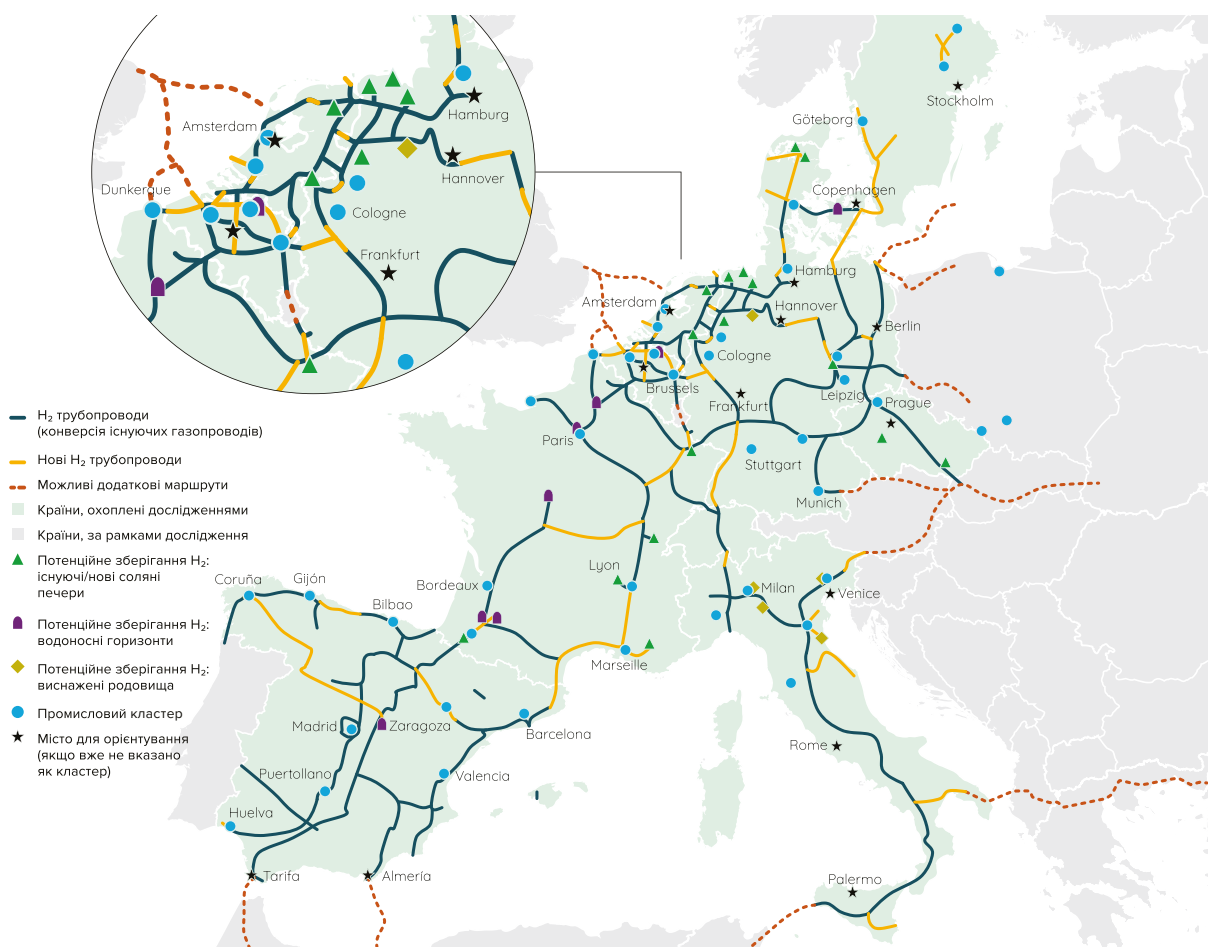 Amsterdam
Hamburg
Hannover
Dunkerque
Cologne
Frankfurt
Stockholm
Göteborg
Copenhagen
Hamburg
Amsterdam
Hannover
Berlin
Cologne
Brussels
Leipzig
Frankfurt
Prague
Paris
Stuttgart
Munich
Lyon
Bordeaux
Milan
Venice
Coruña
Gijón
Bilbao
Marseille
Madrid
Zaragoza
Barcelona
Rome
Puertollano
Valencia
Huelva
Tarifa
Almería
Palermo
H₂ трубопроводи
(конверсія існуючих газопроводів)
Нові H₂ трубопроводи
Можливі додаткові маршрути
Країни, охоплені дослідженнями
Країни, за рамками дослідження
Потенційне зберігання H₂:
існуючі/нові соляні
печери
Потенційне зберігання H₂:
водоносні горизонти
Потенційне зберігання H₂:
виснажені родовища
Промисловий кластер
Місто для орієнтування
(якщо вже не вказано
як кластер)